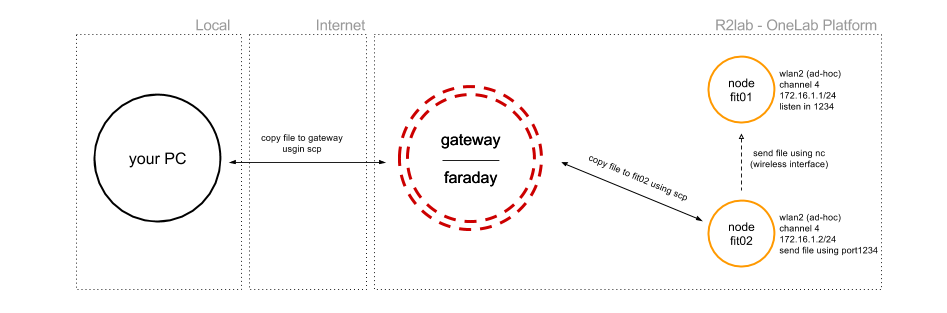 Local
Internet
R2lab - OneLab Platform
your PC
copy file to gateway
usgin scp
gateway
faraday
copy file to fit02 using scp
node
fit01
wlan2 (ad-hoc)
channel 4
172.16.1.1/24
listen in 1234
send file using nc
(wireless interface)
node
fit02
wlan2 (ad-hoc)
channel 4
172.16.1.2/24
send file using port1234